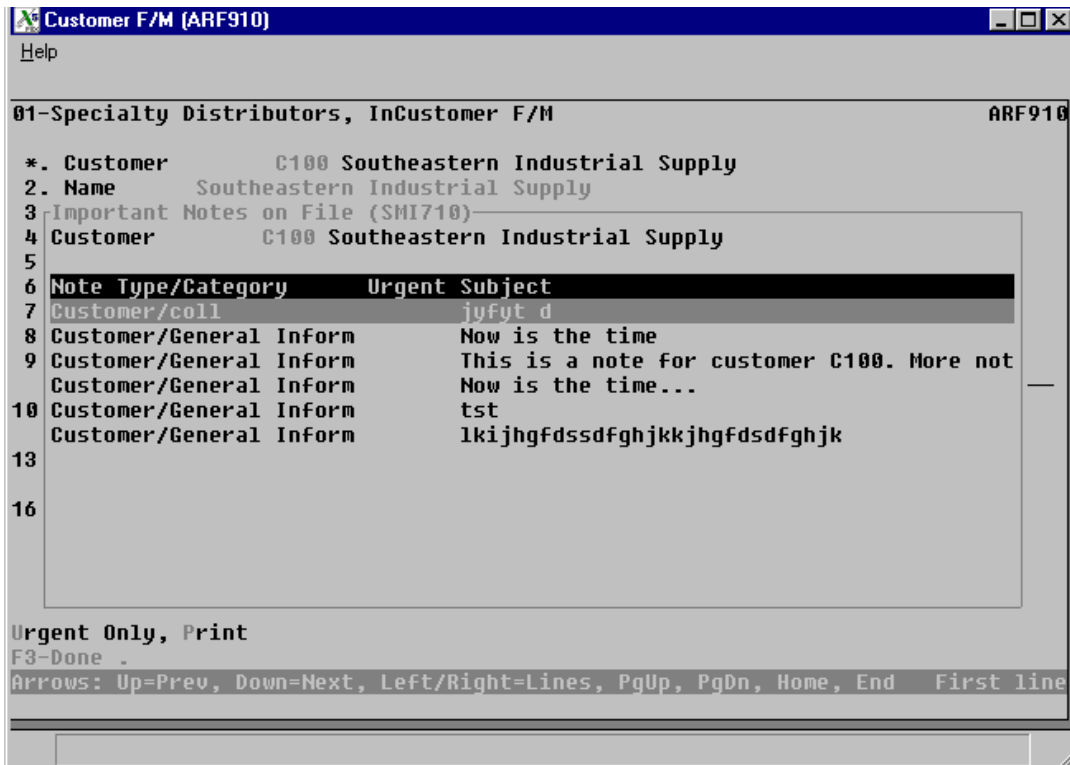 Customer F/M (ARF910)
Help
01-Specialty Distributors, InCustomer F/M ARF910
*. Customer C100 Southeastern Industrial Supply
2. Name Southeastern Industrial Supply
3 Important Notes on File (SMI710)
4 Customer C100 Southeastern Industrial Supply
5
6 Note Type/Category Urgent Subject
7 Customer/coll jyfyt d
8 Customer/General Inform Now is the time
9 Customer/General Inform This is a note for customer C100. More not
Customer/General Inform Now is the time...
10 Customer/General Inform tst
Customer/General Inform lkijhgfdssdfghjkkjhgfdsdfghjk
13
16
Urgent Only, Print
F3-Done .
Arrows: Up=Prev, Down=Next, Left/Right=Lines, PgUp, PgDn, Home, End First line